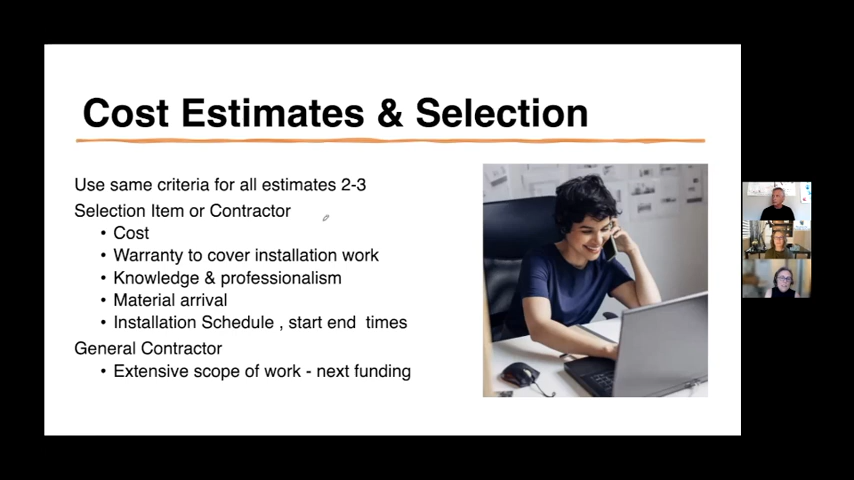 Cost Estimates & Selection
Use same criteria for all estimates 2-3
Selection Item or Contractor
• Cost
• Warranty to cover installation work
• Knowledge & professionalism
• Material arrival
• Installation Schedule , start end  times
General Contractor
• Extensive scope of work - next funding